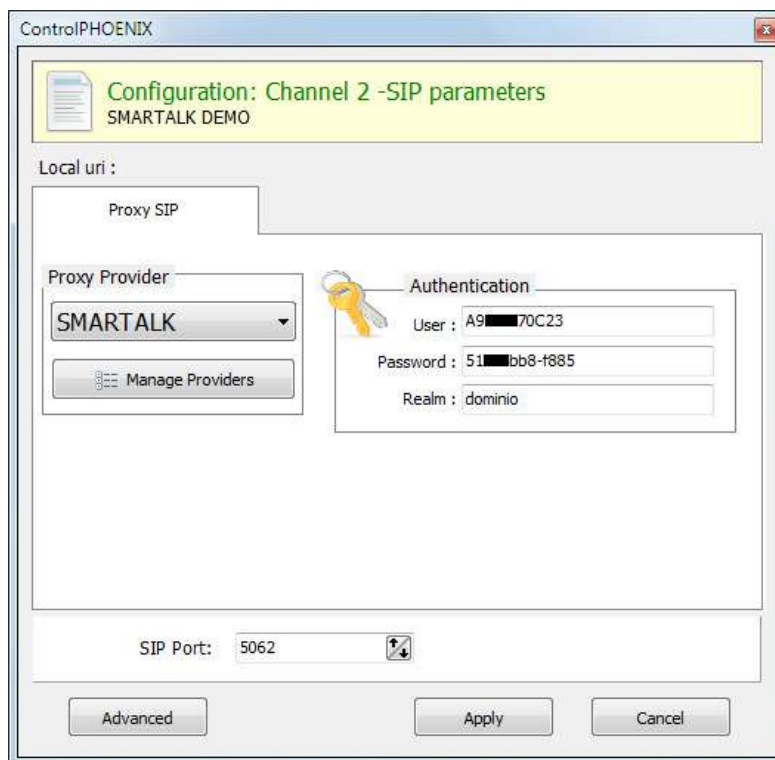 ControlPHOENIX
Configuration: Channel 2 -SIP parameters
SMARTALK DEMO
Local uri :
Proxy SIP
Proxy Provider
SMARTALK
Manage Providers
Authentication
User : A9 70C23
Password : 51 bb8-f885
Realm : dominio
SIP Port: 5062
Advanced
Apply
Cancel